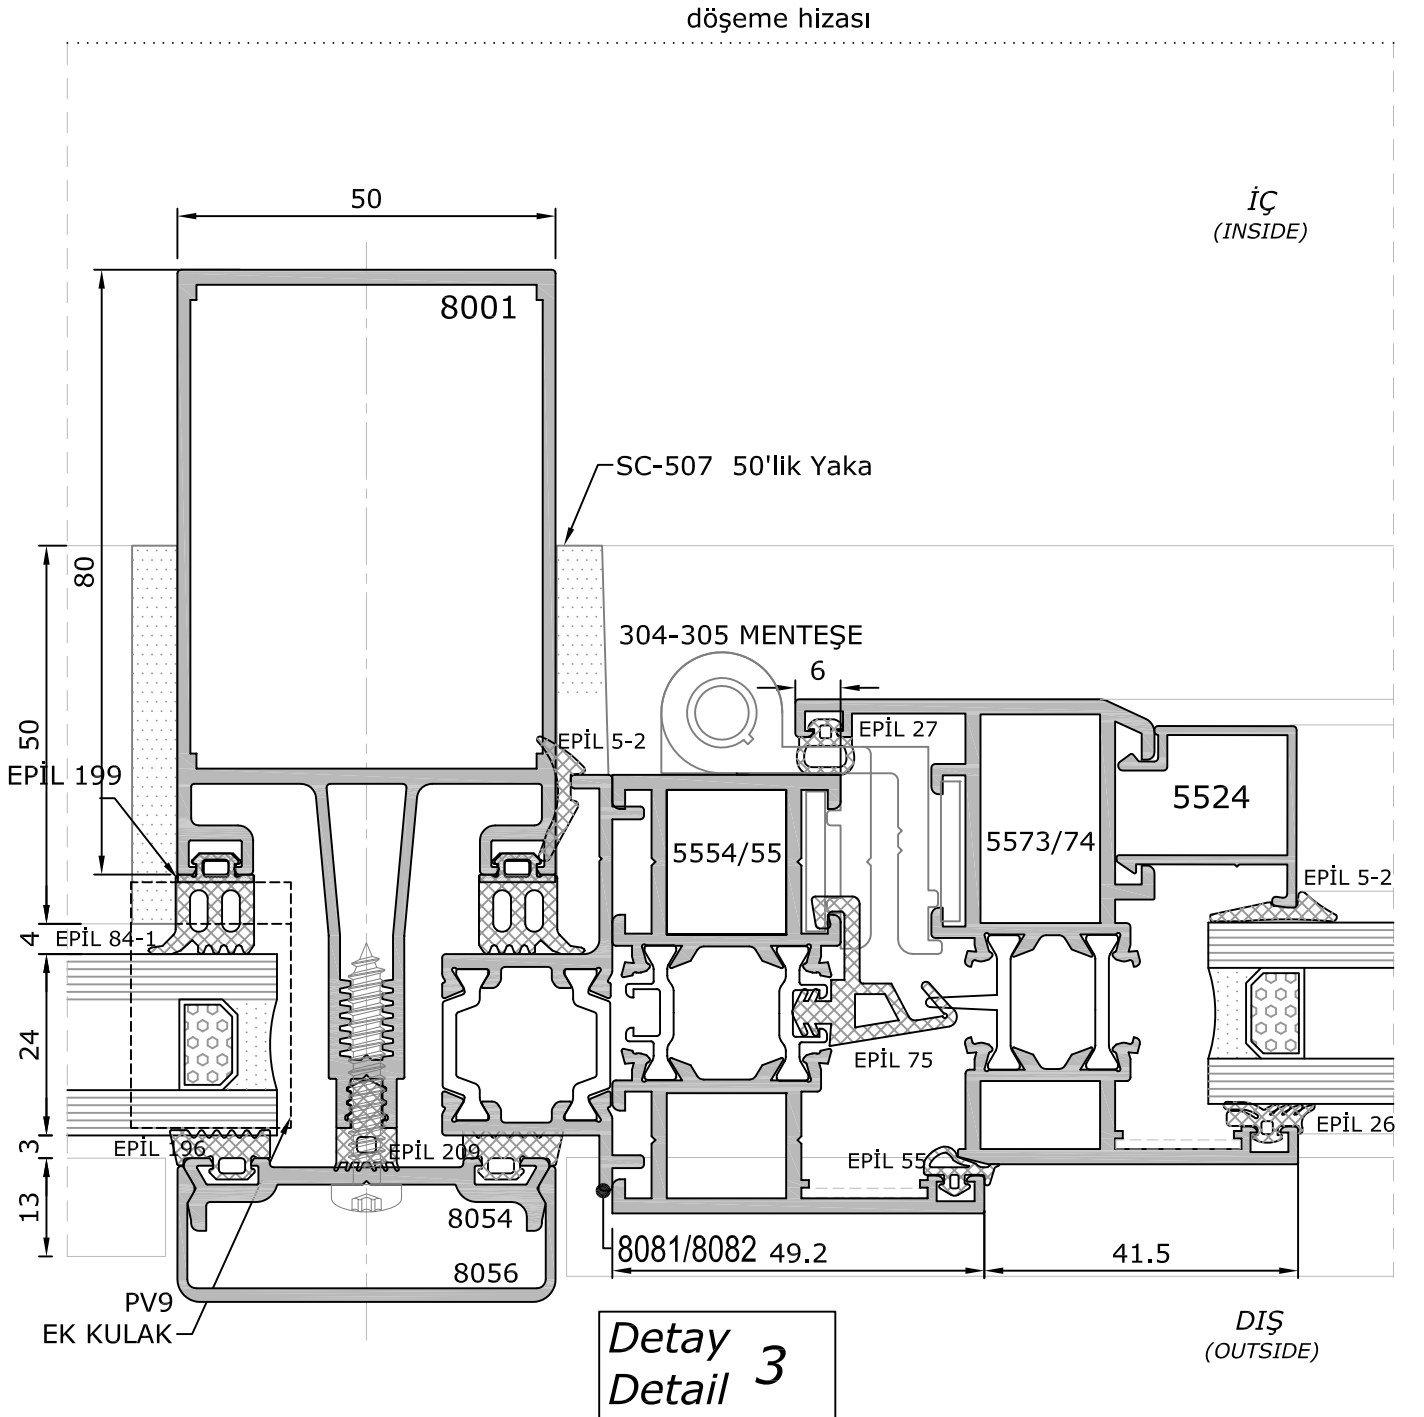 döşeme hizası
50
İÇ
(INSIDE)
8001
80
SC-507 50'lik Yaka
304-305 MENTEŞE
6
50
EPİL 27
EPİL 5-2
EPİL 199
5524
5554/55
5573/74
EPİL 5-2
4
EPİL 84-1
24
EPİL 75
3
EPİL 196
EPİL 209
EPİL 55
EPİL 26
13
8054
8056
8081/8082
49.2
41.5
PV9
EK KULAK
DIŞ
(OUTSIDE)
Detay
Detail
3